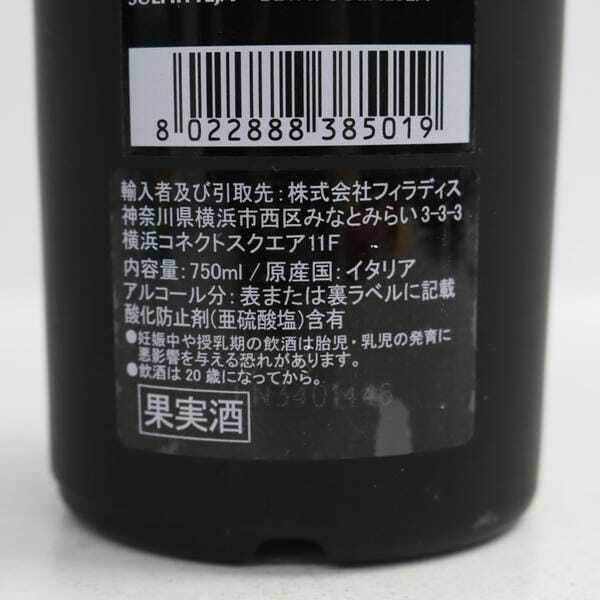 8 022888 385019
輸入者及び引取先:株式会社フィラディス
神奈川県横浜市西区みなとみらい3-3-3
横浜コネクトスクエア11F
内容量:750ml/原産国:イタリア
アルコール分:表または裏ラベルに記載
酸化防止剤(亜硫酸塩)含有
●妊娠中や授乳期の飲酒は胎児・乳児の発育に
悪影響を与える恐れがあります。
●飲酒は20歳になってから。
果実酒